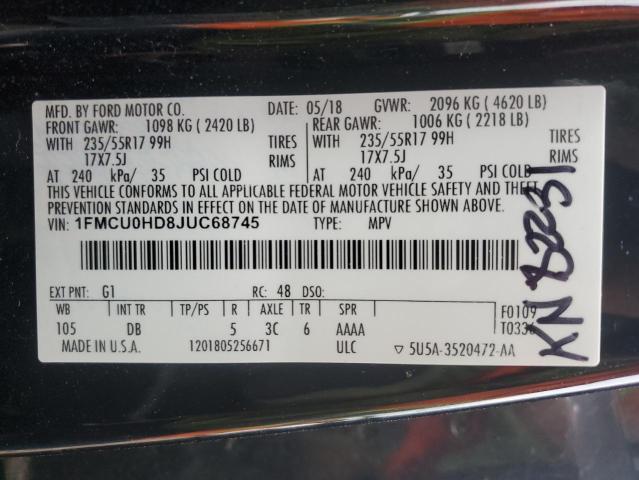 MFD. BY FORD MOTOR CO. DATE: 05/18 GVWR: 2096 KG ( 4620 LB)
FRONT GAWR: 1098 KG ( 2420 LB) REAR GAWR: 1006 KG ( 2218 LB)
WITH 235/55R17 99H TIRES WITH 235/55R17 99H TIRES
17X7.5J RIMS 17X7.5J RIMS
AT 240 kPa/ 35 PSI COLD AT 240 kPa/ 35 PSI COLD
THIS VEHICLE CONFORMS TO ALL APPLICABLE FEDERAL MOTOR VEHICLE SAFETY AND THEFT
PREVENTION STANDARDS IN EFFECT ON THE DATE OF MANUFACTURE SHOWN ABOVE.
VIN: 1FMCU0HD8JUC68745 TYPE: MPV
EXT PNT: G1 RC: 48 DSO:
WB INT TR TP/PS R AXLE TR SPR F0109
105 DB 5 3C 6 AAAA
MADE IN U.S.A. 1201805256671 ULC ▽ 5U5A-3520472-AA
KN 8231